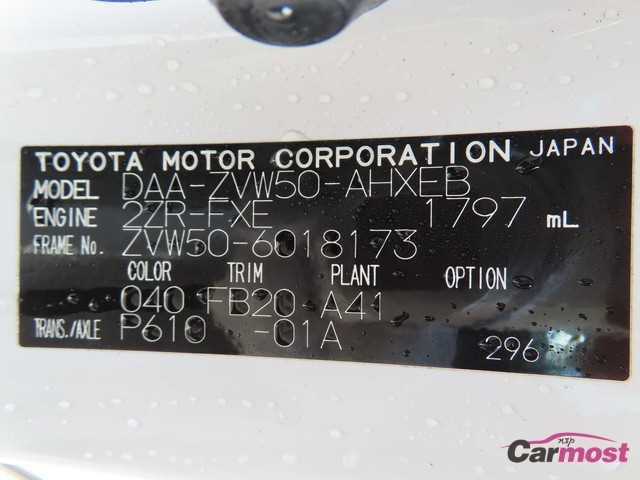 TOYOTA MOTOR CORPORATION JAPAN
MODEL DAA-ZVW50-AHXEB
ENGINE 2ZR-FXE 1797 mL
FRAME No. ZVW50-6018173
COLOR TRIM PLANT OPTION
040 FB20 -A41
TRANS./AXLE P610 -01A
296
nsp
Carmost